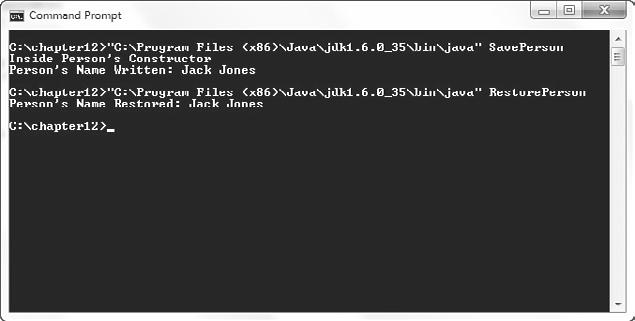 Command Prompt
C:\chapter12>"C:\Program Files (x86)\Java\jdk1.6.0_35\bin\java" SavePerson
Inside Person's Constructor
Person's Name Written: Jack Jones
C:\chapter12>"C:\Program Files (x86)\Java\jdk1.6.0_35\bin\java" RestorePerson
Person's Name Restored: Jack Jones
C:\chapter12>_